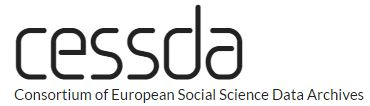 cessda
Consortium of European Social Science Data Archives